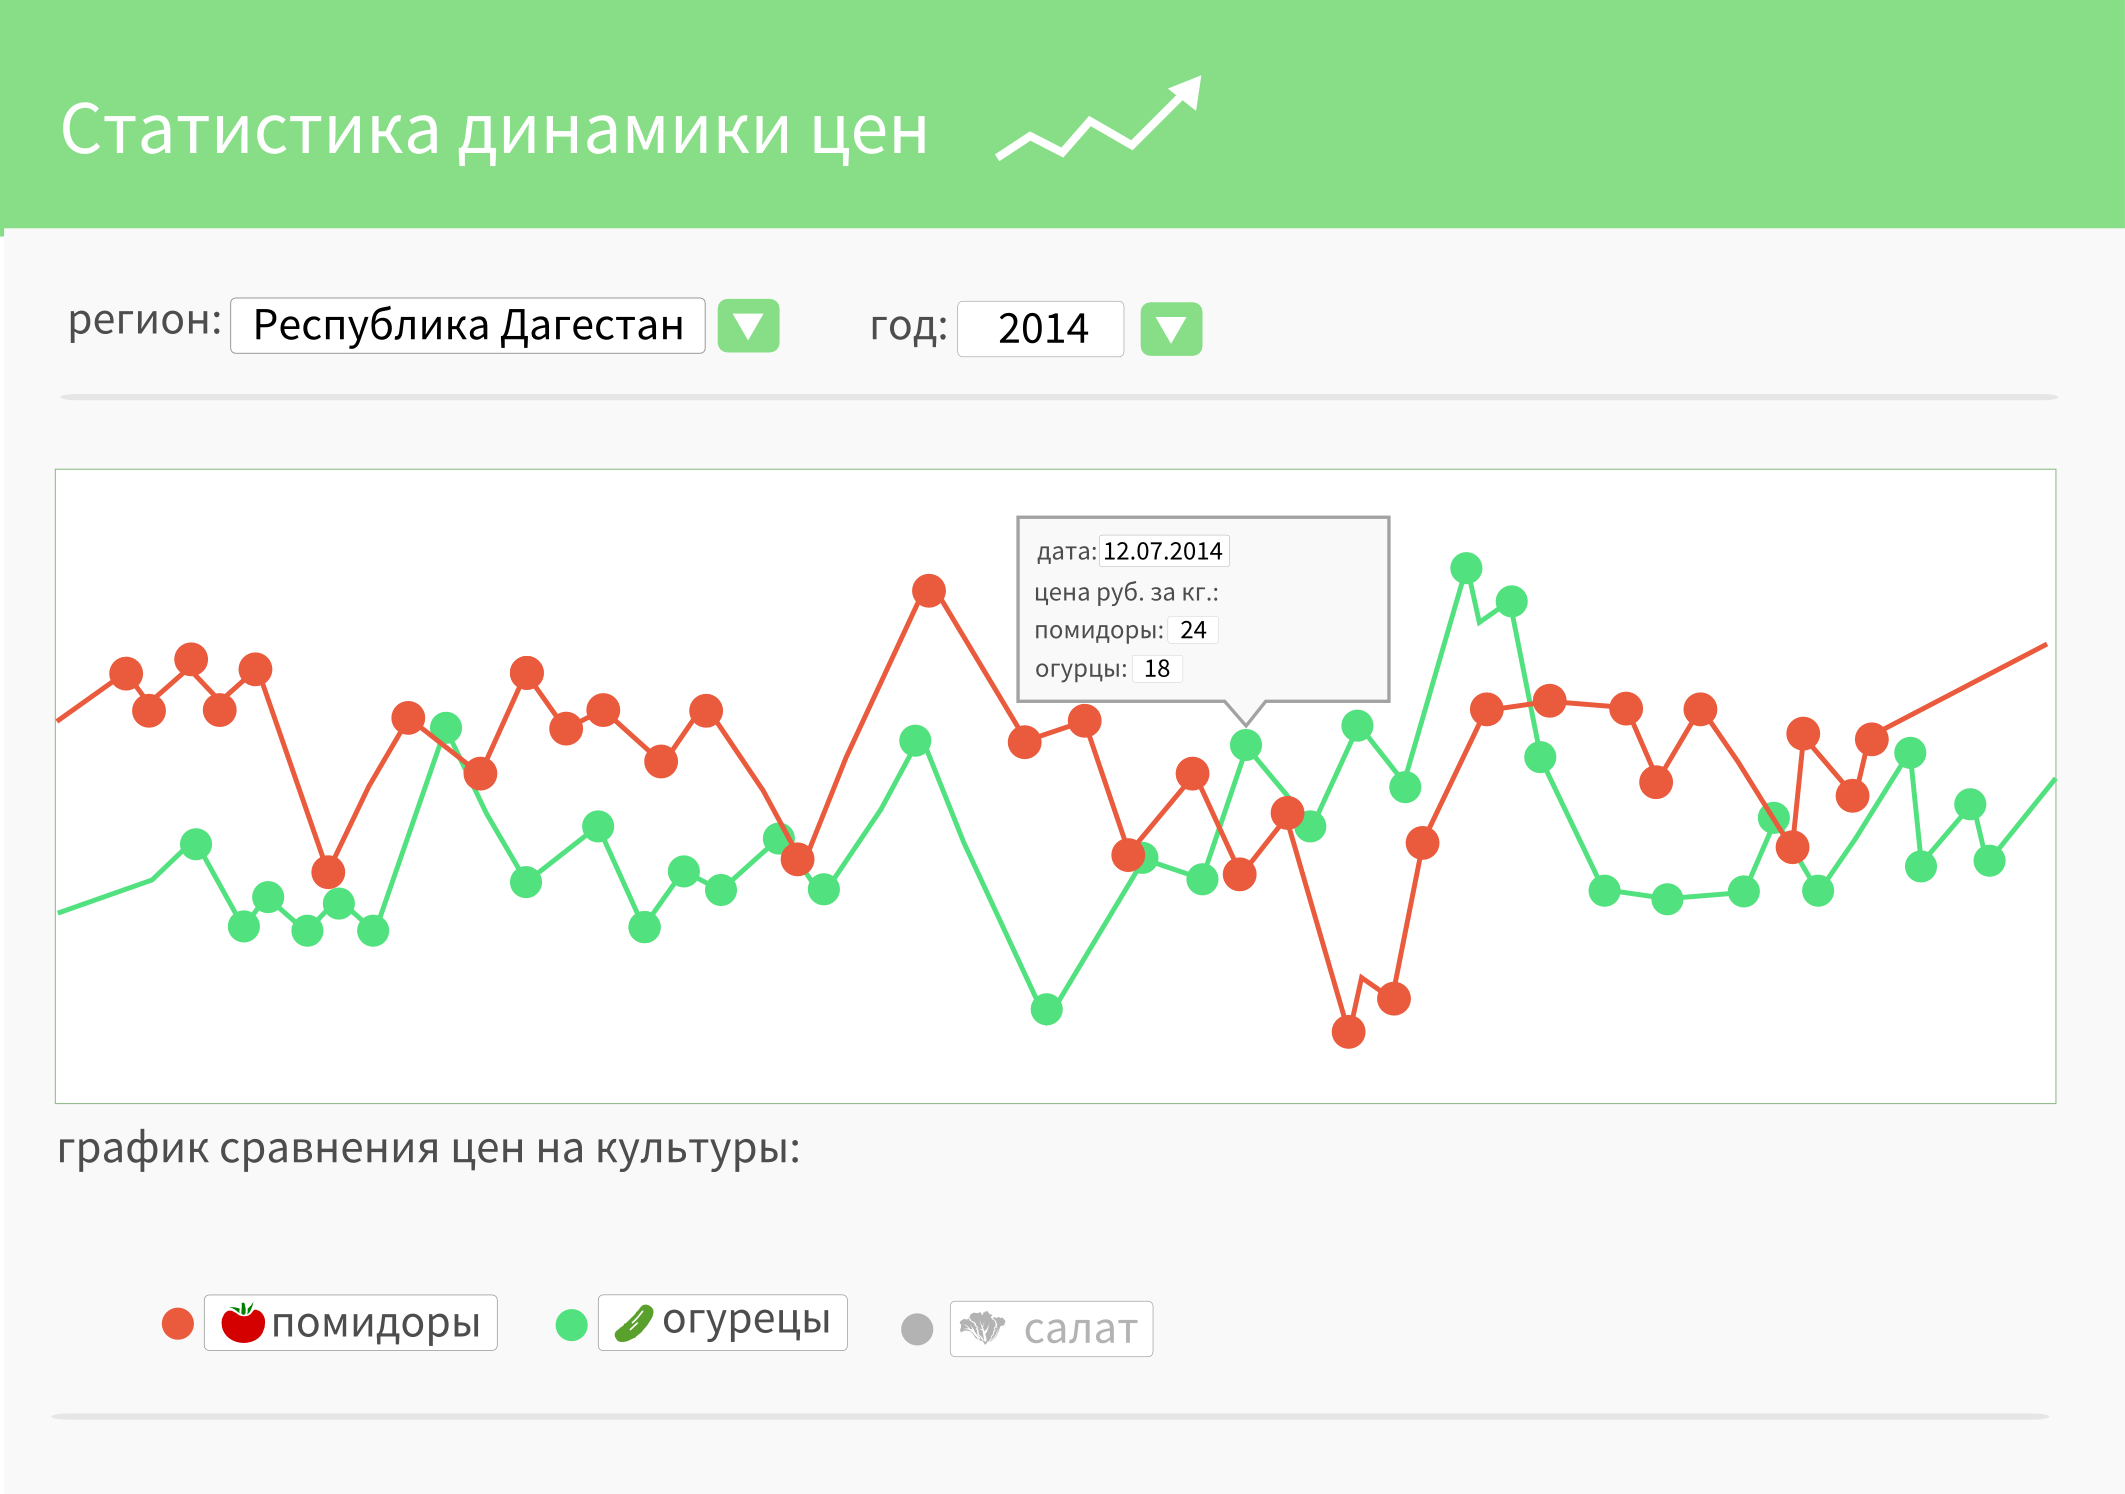 Статистика динамики цен
регион: Республика Дагестан год: 2014
дата: 12.07.2014
цена руб. за кг.:
помидоры: 24
огурцы: 18
график сравнения цен на культуры:
помидоры огурецы салат